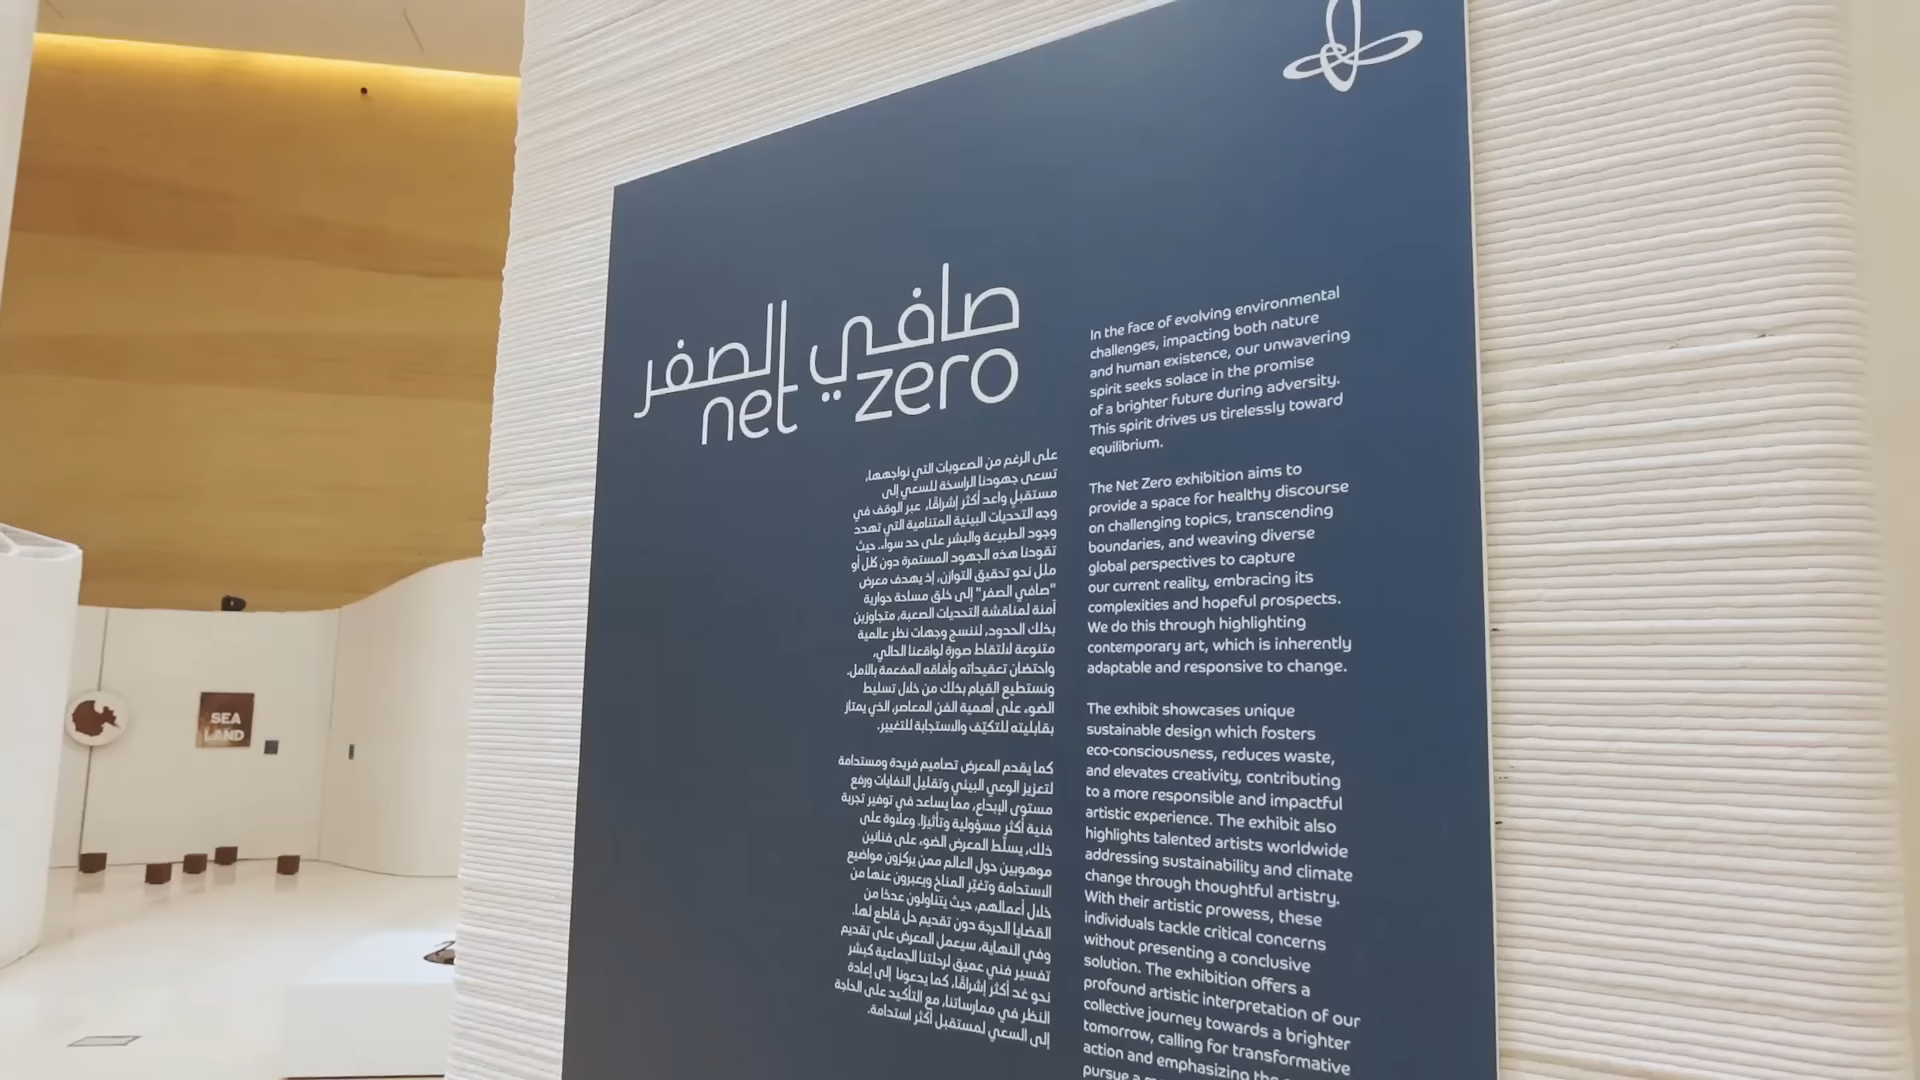 صافي الصفر
net zero
على الرغم من الصعوبات التي نواجهها,
تسعى جهودنا الراسخة للسعي إلى
مستقبلٍ واعد أكثر إشراقًا, عبر الوقف في
وجه التحديات البيئية المتنامية التي تهدد
وجود الطبيعة والبشر على حد سواء.. حيث
تقودنا هذه الجهود المستمرة دون كلل أو
ملل نحو تحقيق التوازن, إذ يهدف معرض
"صافي الصفر" إلى خلق مساحة حوارية
آمنة لمناقشة التحديات الصعبة, متجاوزين
بذلك الحدود, لننسج وجهات نظر عالمية
متنوعة لالتقاط صورة لواقعنا الحالي,
واحتضان تعقيداته وآفاقه المفعمة بالأمل.
ونستطيع القيام بذلك من خلال تسليط
الضوء على أهمية الفن المعاصر, الذي يمتاز
بقابليته للتكيّف والاستجابة للتغيير.
كما يقدم المعرض تصاميم فريدة ومستدامة
لتعزيز الوعي البيئي وتقليل النفايات ورفع
مستوى الإبداع, مما يساعد في توفير تجربة
فنية أكثر مسؤولية وتأثيرًا. وعلاوة على
ذلك, يسلّط المعرض الضوء على فنانين
موهوبين حول العالم ممن يركزون مواضيع
الاستدامة وتغيّر المناخ ويعبرون عنها من
خلال أعمالهم, حيث يتناولون عددًا من
القضايا الحرجة دون تقديم حل قاطع لها.
وفي النهاية, سيعمل المعرض على تقديم
تفسير فني عميق لرحلتنا الجماعية كبشر
نحو غد أكثر إشراقًا, كما يدعونا إلى إعادة
النظر في ممارساتنا, مع التأكيد على الحاجة
إلى السعي لمستقبل أكثر استدامة.
In the face of evolving environmental
challenges, impacting both nature
and human existence, our unwavering
spirit seeks solace in the promise
of a brighter future during adversity.
This spirit drives us tirelessly toward
equilibrium.
The Net Zero exhibition aims to
provide a space for healthy discourse
on challenging topics, transcending
boundaries, and weaving diverse
global perspectives to capture
our current reality, embracing its
complexities and hopeful prospects.
We do this through highlighting
contemporary art, which is inherently
adaptable and responsive to change.
The exhibit showcases unique
sustainable design which fosters
eco-consciousness, reduces waste,
and elevates creativity, contributing
to a more responsible and impactful
artistic experience. The exhibit also
highlights talented artists worldwide
addressing sustainability and climate
change through thoughtful artistry.
With their artistic prowess, these
individuals tackle critical concerns
without presenting a conclusive
solution. The exhibition offers a
profound artistic interpretation of our
collective journey towards a brighter
tomorrow, calling for transformative
action and emphasizing the
pursue a
SEA
LAND